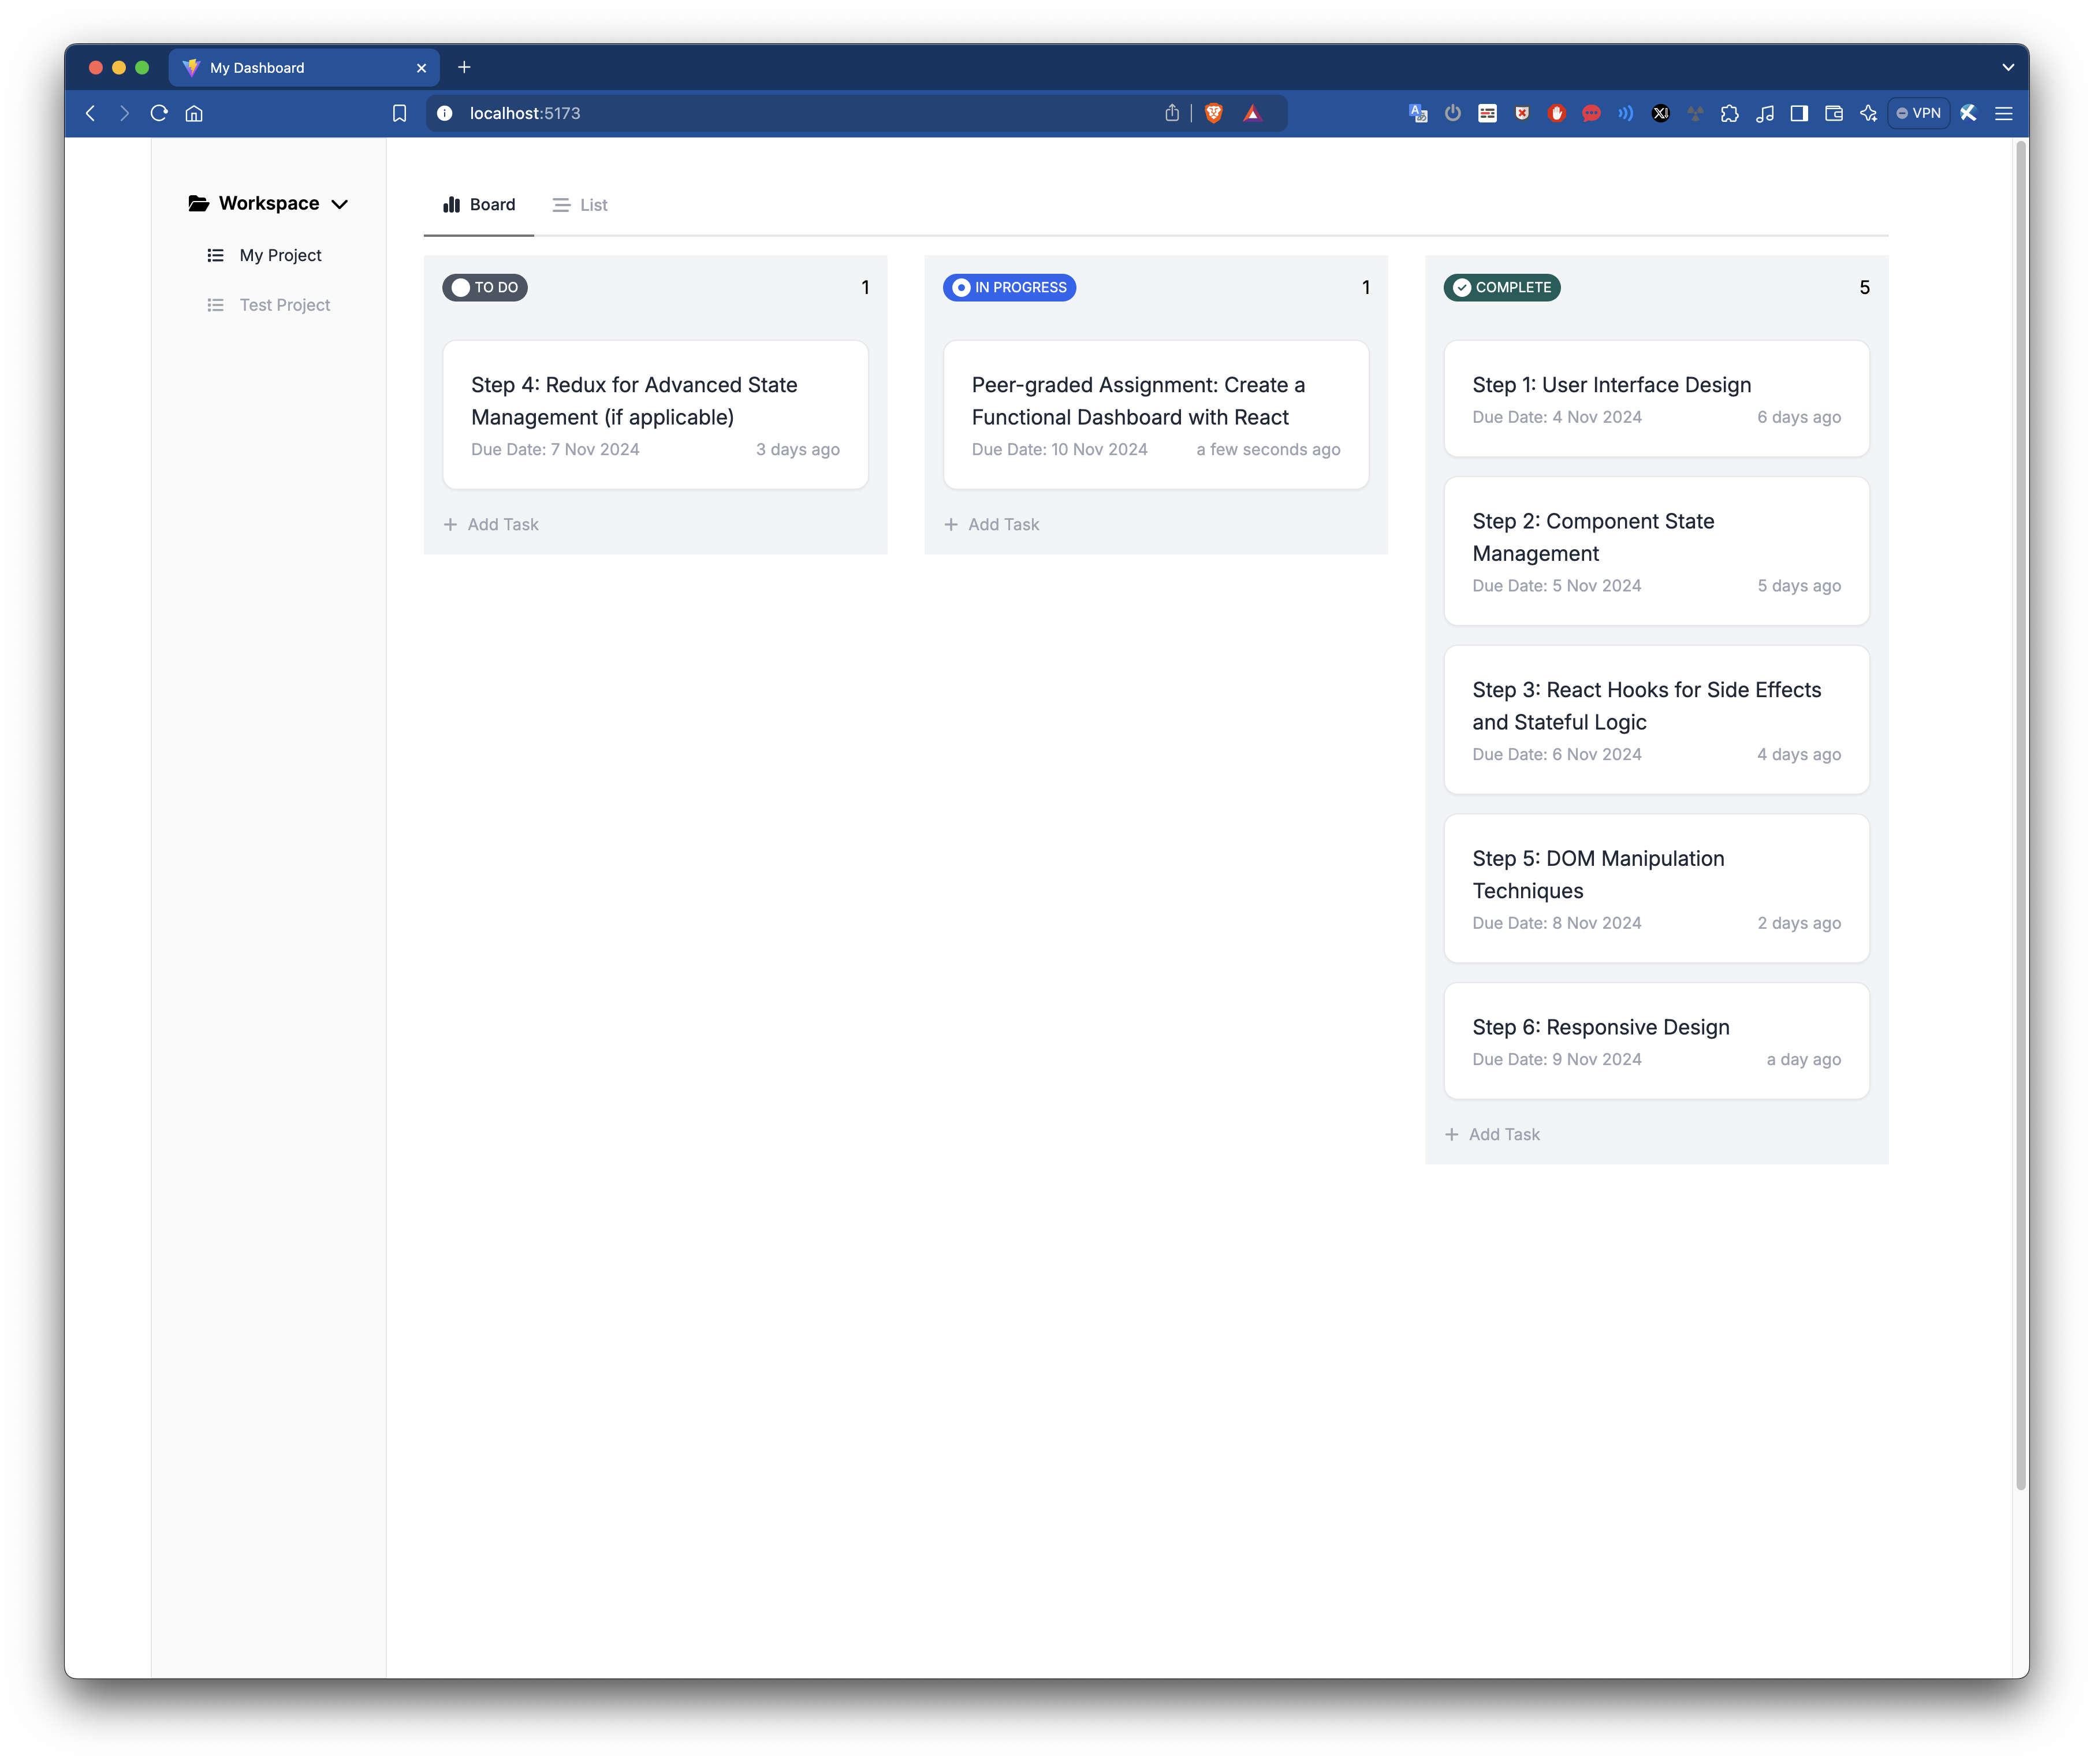 My Dashboard
localhost:5173
VPN
Workspace
My Project
Test Project
Board
List
TO DO
1
Step 4: Redux for Advanced State
Management (if applicable)
Due Date: 7 Nov 2024
3 days ago
Add Task
IN PROGRESS
1
Peer-graded Assignment: Create a
Functional Dashboard with React
Due Date: 10 Nov 2024
a few seconds ago
Add Task
COMPLETE
5
Step 1: User Interface Design
Due Date: 4 Nov 2024
6 days ago
Step 2: Component State
Management
Due Date: 5 Nov 2024
5 days ago
Step 3: React Hooks for Side Effects
and Stateful Logic
Due Date: 6 Nov 2024
4 days ago
Step 5: DOM Manipulation
Techniques
Due Date: 8 Nov 2024
2 days ago
Step 6: Responsive Design
Due Date: 9 Nov 2024
a day ago
Add Task